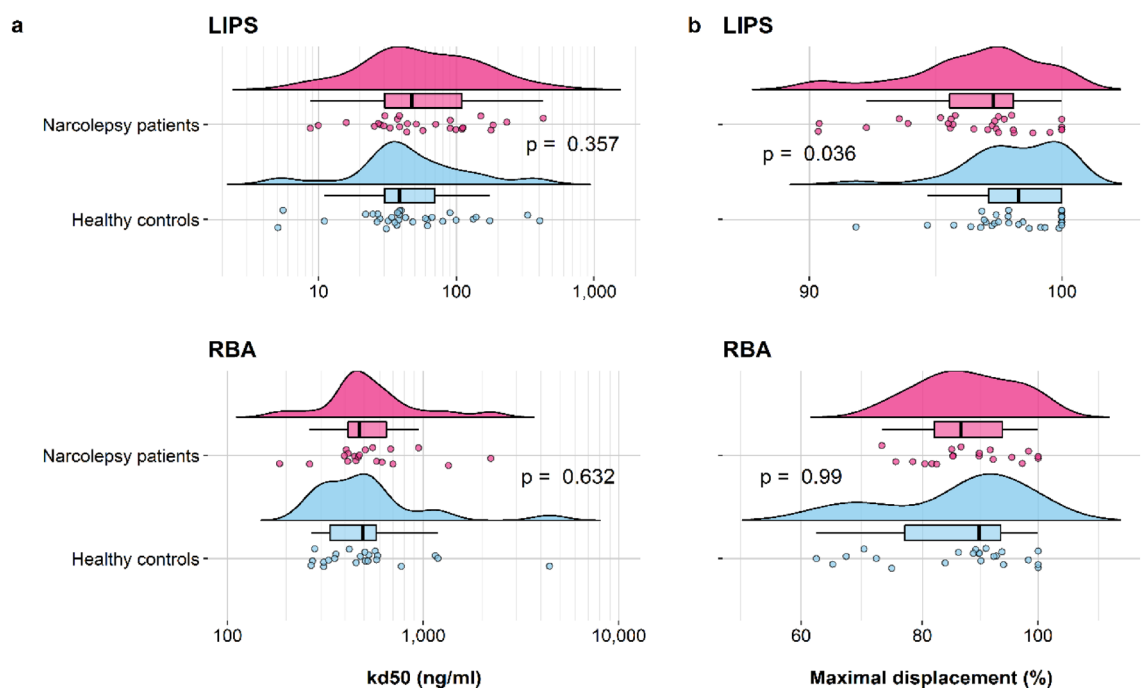 a
LIPS
Narcolepsy patients
p = 0.357
Healthy controls
10
100
1,000
b
LIPS
p = 0.036
90
100
RBA
Narcolepsy patients
p = 0.632
Healthy controls
100
1,000
10,000
kd50 (ng/ml)
RBA
p = 0.99
60
80
100
Maximal displacement (%)